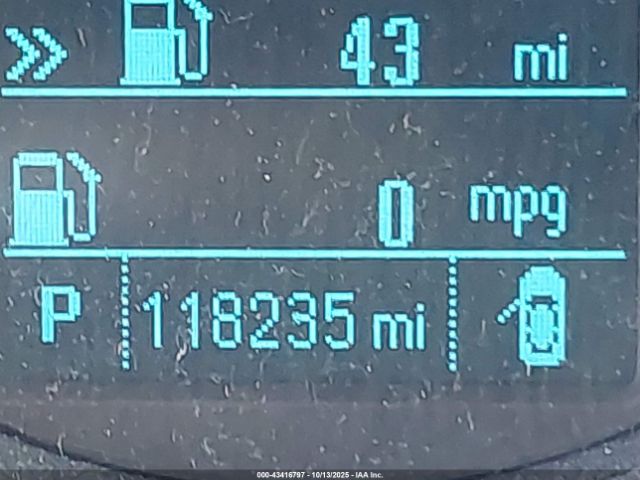 43 mi
0 mpg
P 118235 mi
000-43416797 - 10/13/2025 - IAA Inc.